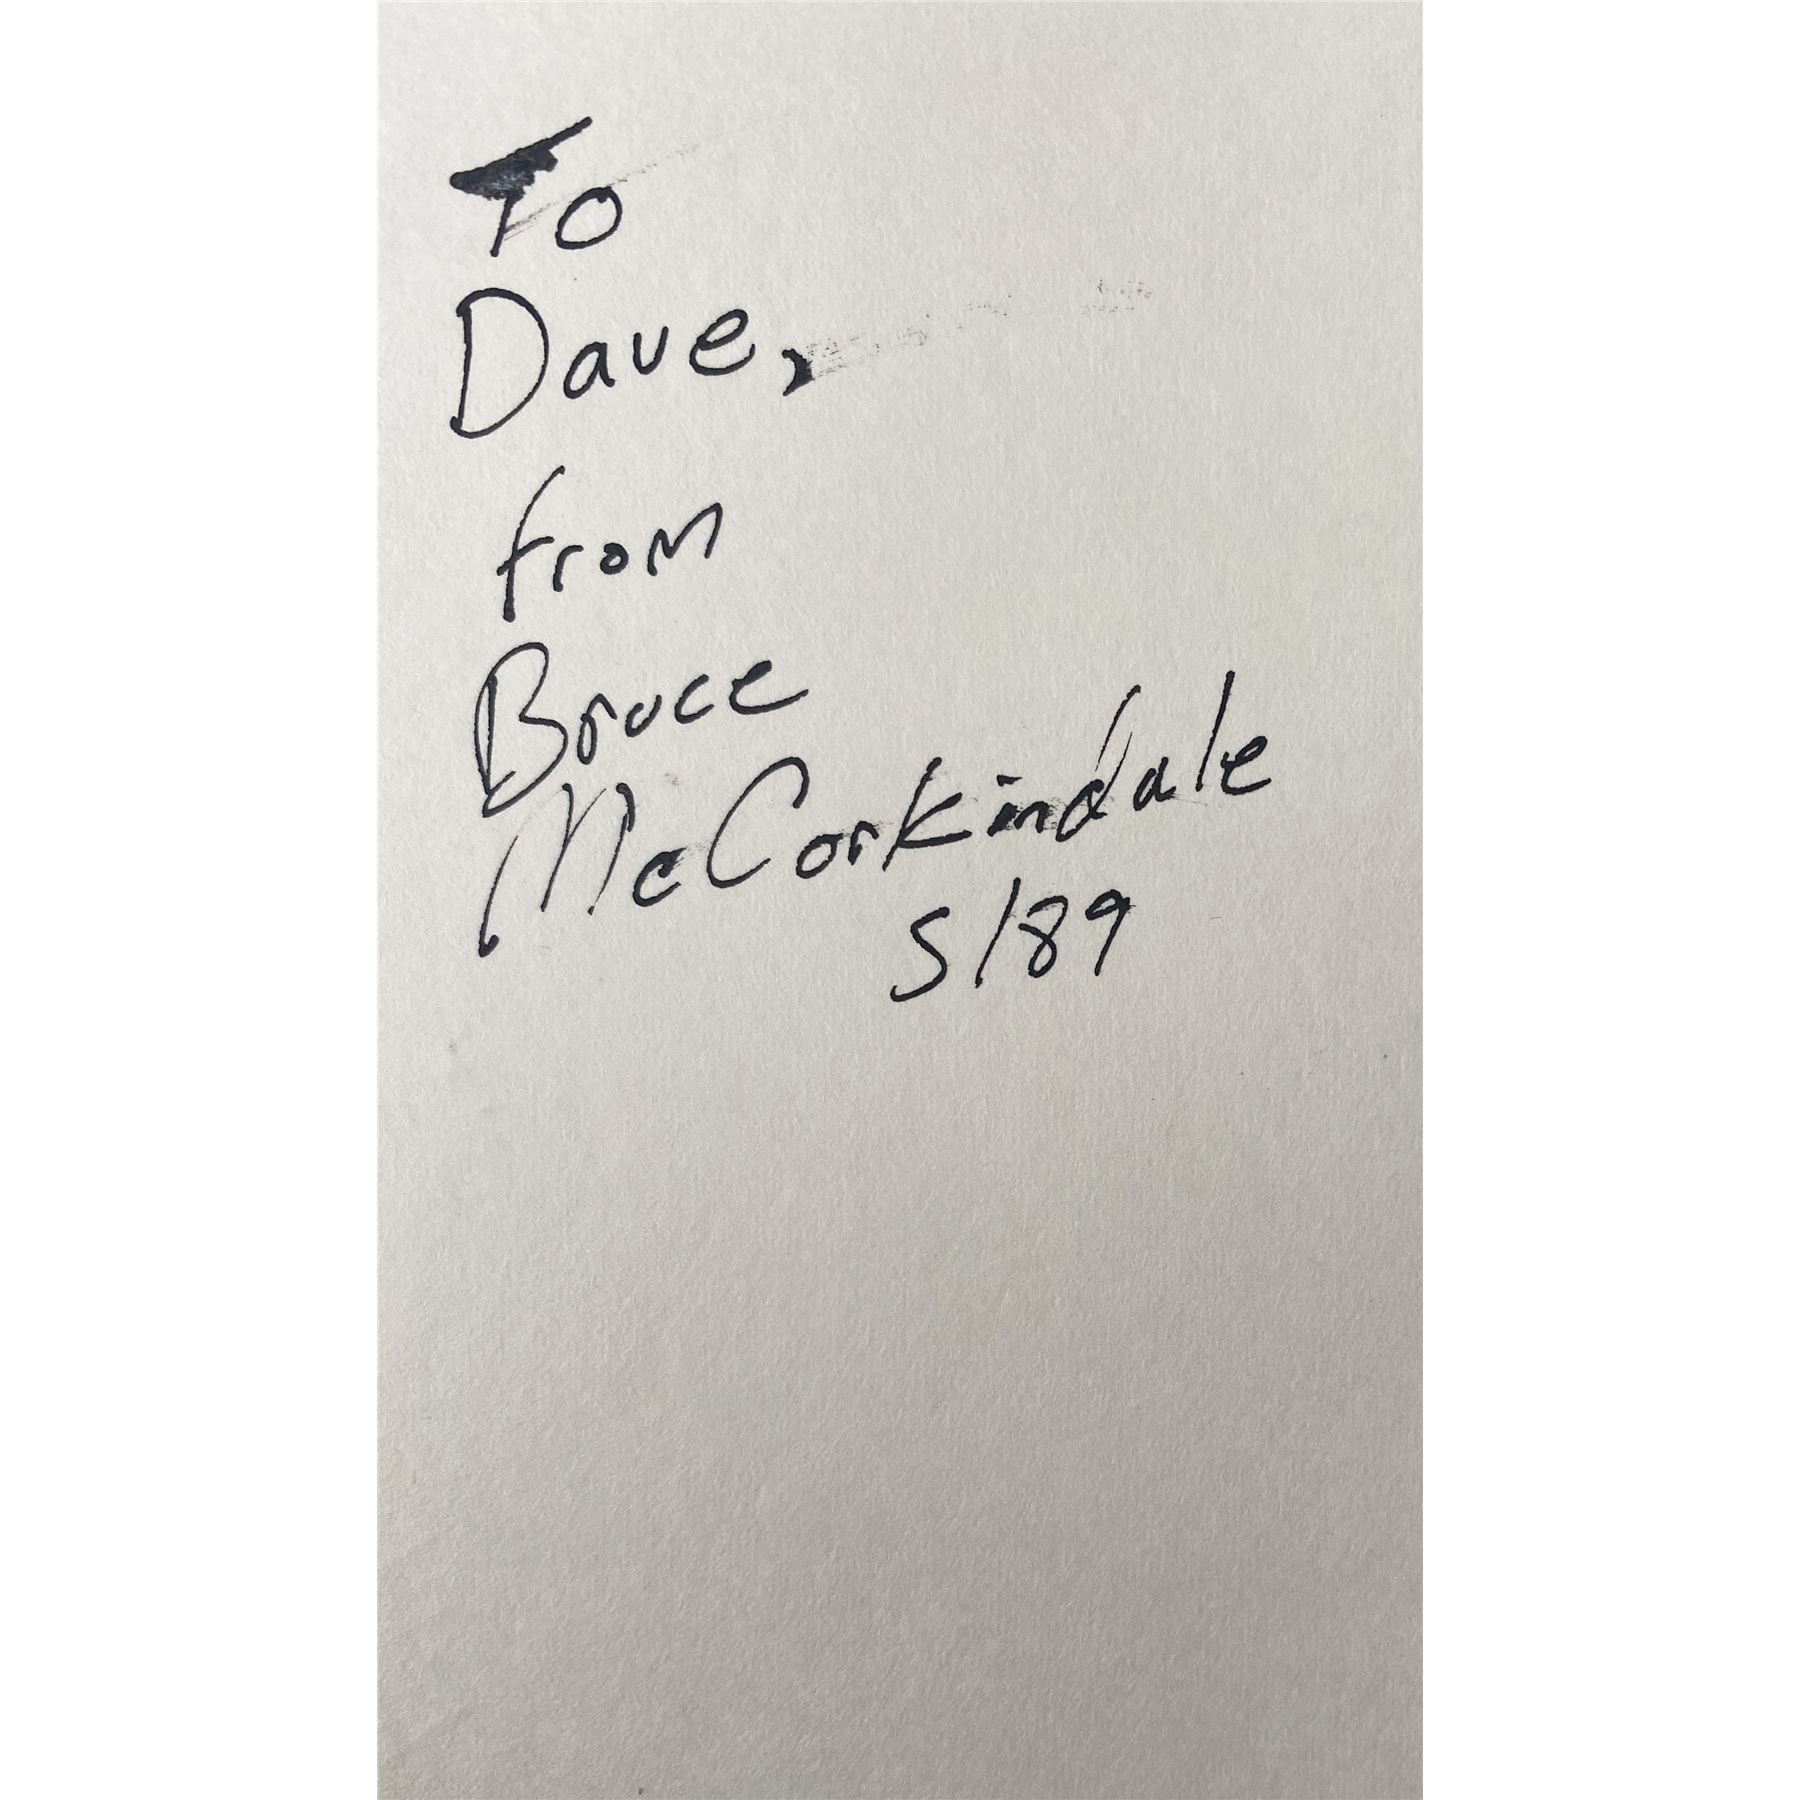 To
Dave,
from
Bruce
McCorkindale
5/89